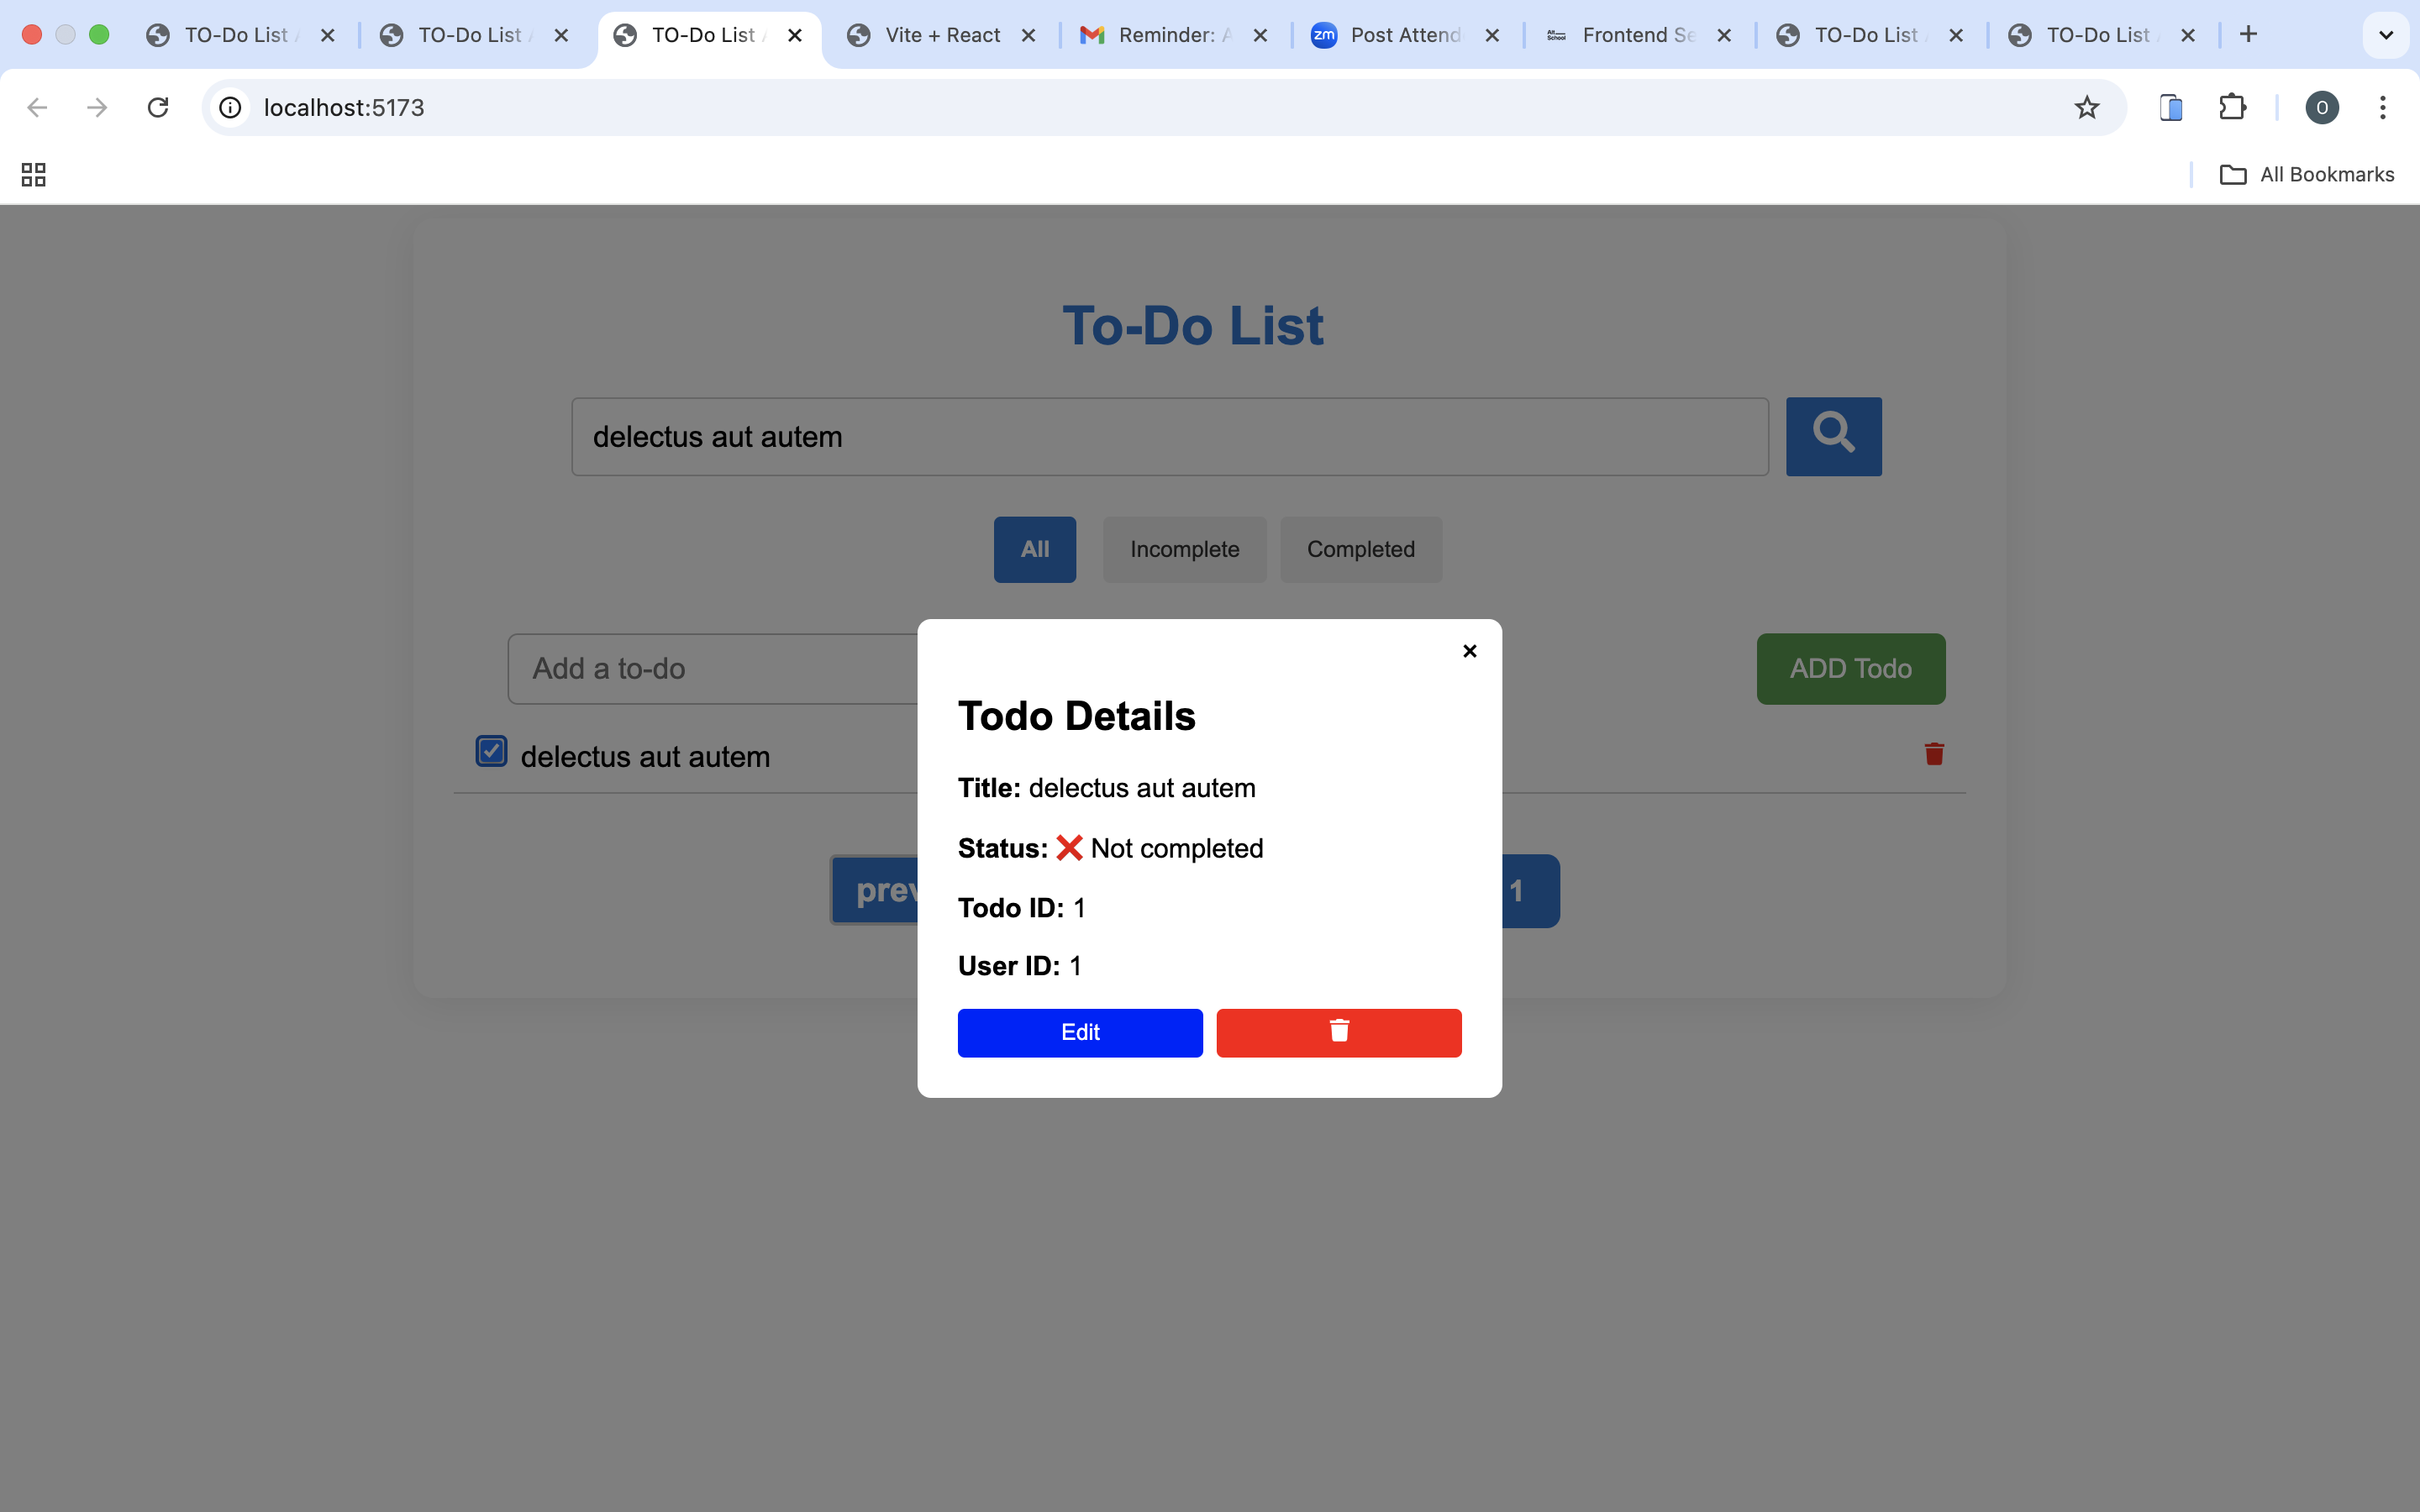 TO-Do List
TO-Do List
TO-Do List
Vite + React
Reminder:
zm
Post Attend
Alt School
Frontend Se
TO-Do List
TO-Do List
localhost:5173
O
All Bookmarks
To-Do List
delectus aut autem
All
Incomplete
Completed
Add a to-do
ADD Todo
delectus aut autem
1
Todo Details
Title: delectus aut autem
Status: ❌ Not completed
Todo ID: 1
User ID: 1
Edit